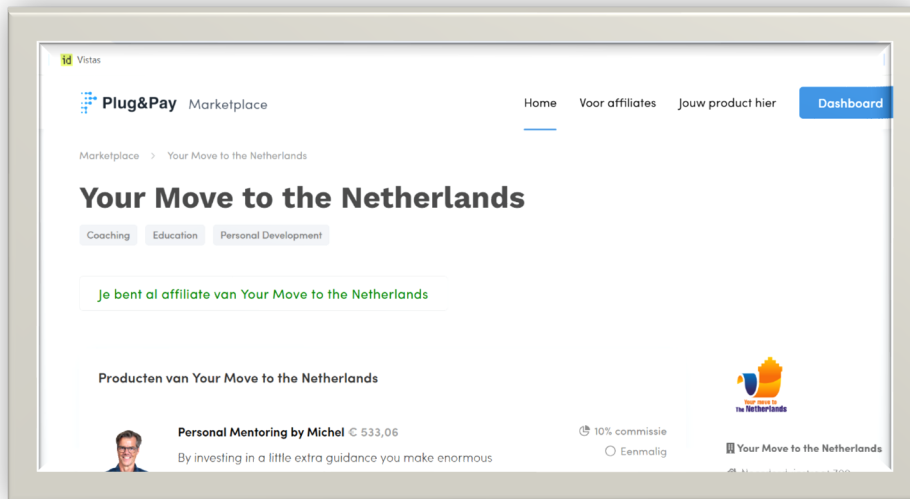 id Vistas
Plug&Pay Marketplace
Home Voor affiliates Jouw product hier Dashboard
Marketplace > Your Move to the Netherlands
Your Move to the Netherlands
Coaching Education Personal Development
Je bent al affiliate van Your Move to the Netherlands
Producten van Your Move to the Netherlands
Your move to
The Netherlands
Personal Mentoring by Michel € 533,06
10% commissie
By investing in a little extra guidance you make enormous
Eenmalig
Your Move to the Netherlands